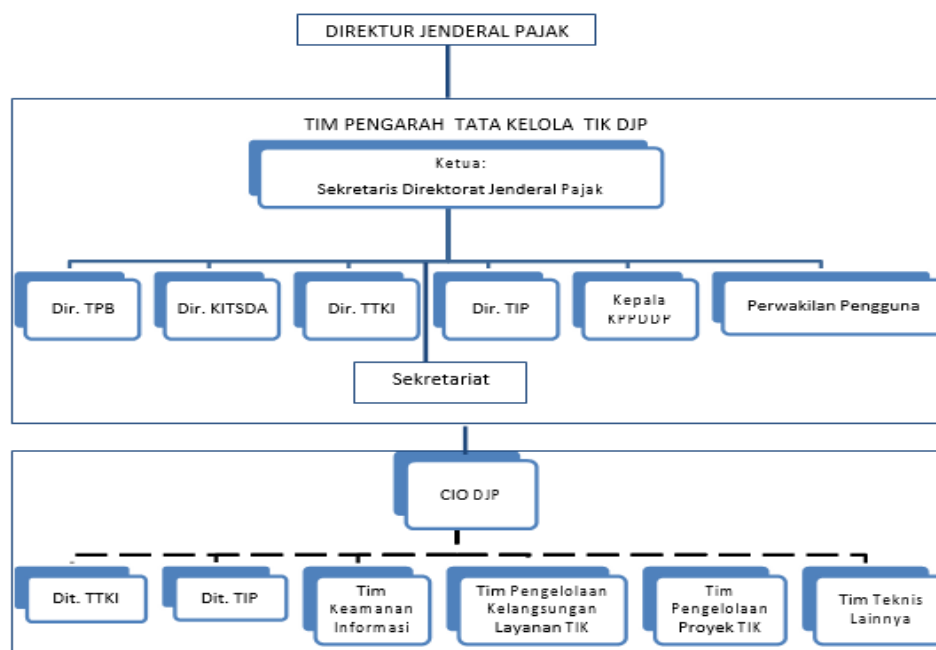 DIREKTUR JENDERAL PAJAK
TIM PENGARAH TATA KELOLA TIK DJP
Ketua:
Sekretaris Direktorat Jenderal Pajak
Dir. TPB
Dir. KITSDA
Dir. TTKI
Dir. TIP
Kepala
KPPDDP
Perwakilan Pengguna
Sekretariat
CIO DJP
Dit. TTKI
Dit. TIP
Tim
Keamanan
Informasi
Tim Pengelolaan
Kelangsungan
Layanan TIK
Tim
Pengelolaan
Proyek TIK
Tim Teknis
Lainnya